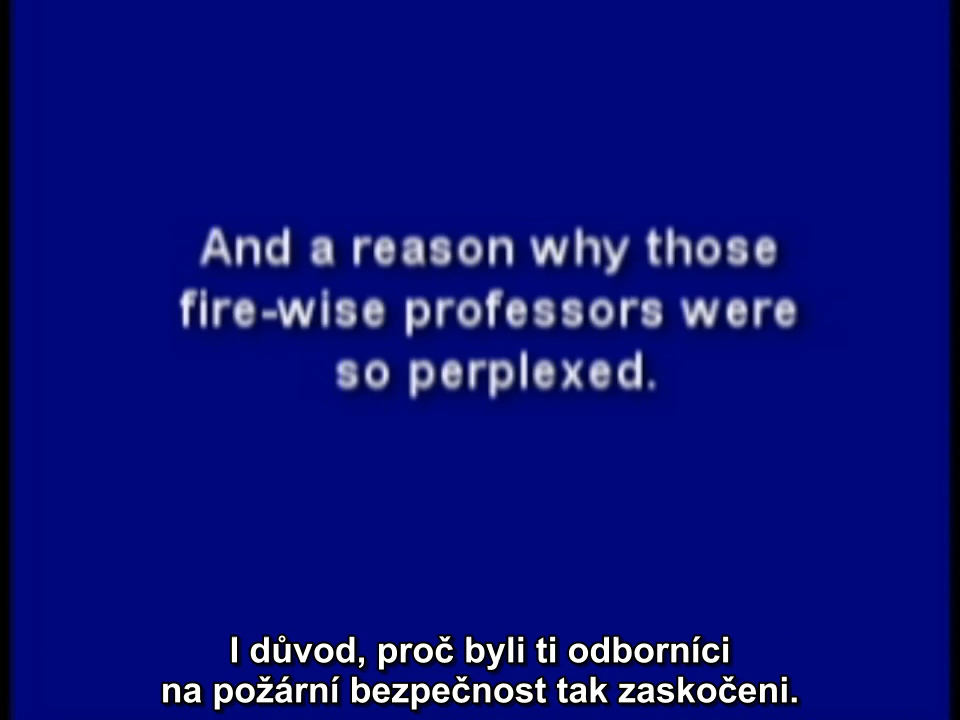 And a reason why those
fire-wise professors were
so perplexed.
I důvod, proč byli ti odborníci
na požární bezpečnost tak zaskočeni.